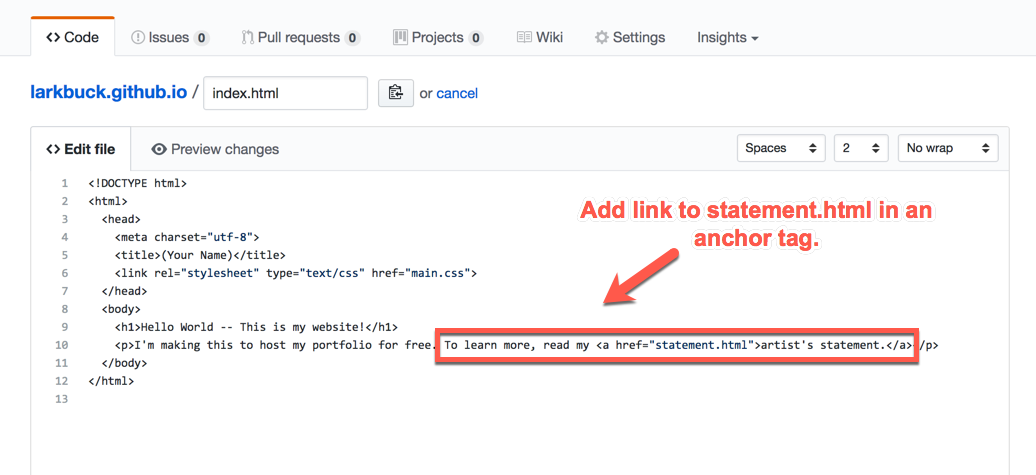 <> Code Issues 0 Pull requests 0 Projects 0 Wiki Settings Insights
larkbuck.github.io / index.html or cancel
<> Edit file Preview changes Spaces 2 No wrap
1 <!DOCTYPE html>
2 <html>
3 <head>
4 <meta charset="utf-8">
5 <title>(Your Name)</title>
6 <link rel="stylesheet" type="text/css" href="main.css">
7 </head>
8 <body>
9 <h1>Hello World -- This is my website!</h1>
10 <p>I'm making this to host my portfolio for free. To learn more, read my <a href="statement.html">artist's statement.</a></p>
11 </body>
12 </html>
13
Add link to statement.html in an
anchor tag.